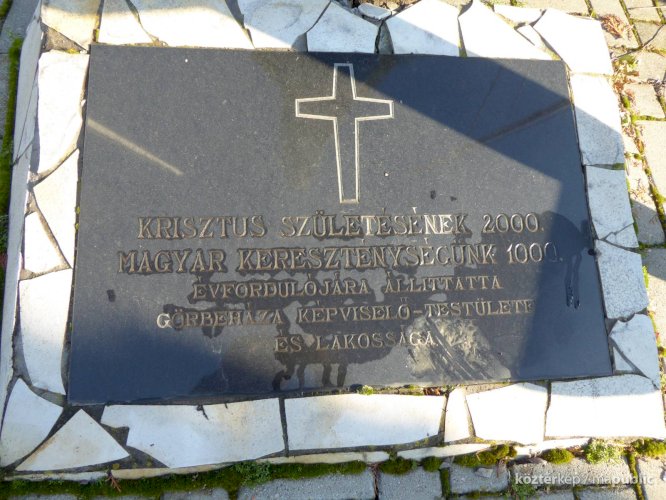 KRISZTUS SZÜLETÉSÉNEK 2000.
MAGYAR KERESZTÉNYSÉGÜNK 1000.
ÉVFORDULÓJÁRA ÁLLÍTTATTA
GÖRBEHÁZA KÉPVISELŐ-TESTÜLETE
ÉS LAKOSSÁGA.
köztérkép / mapublic